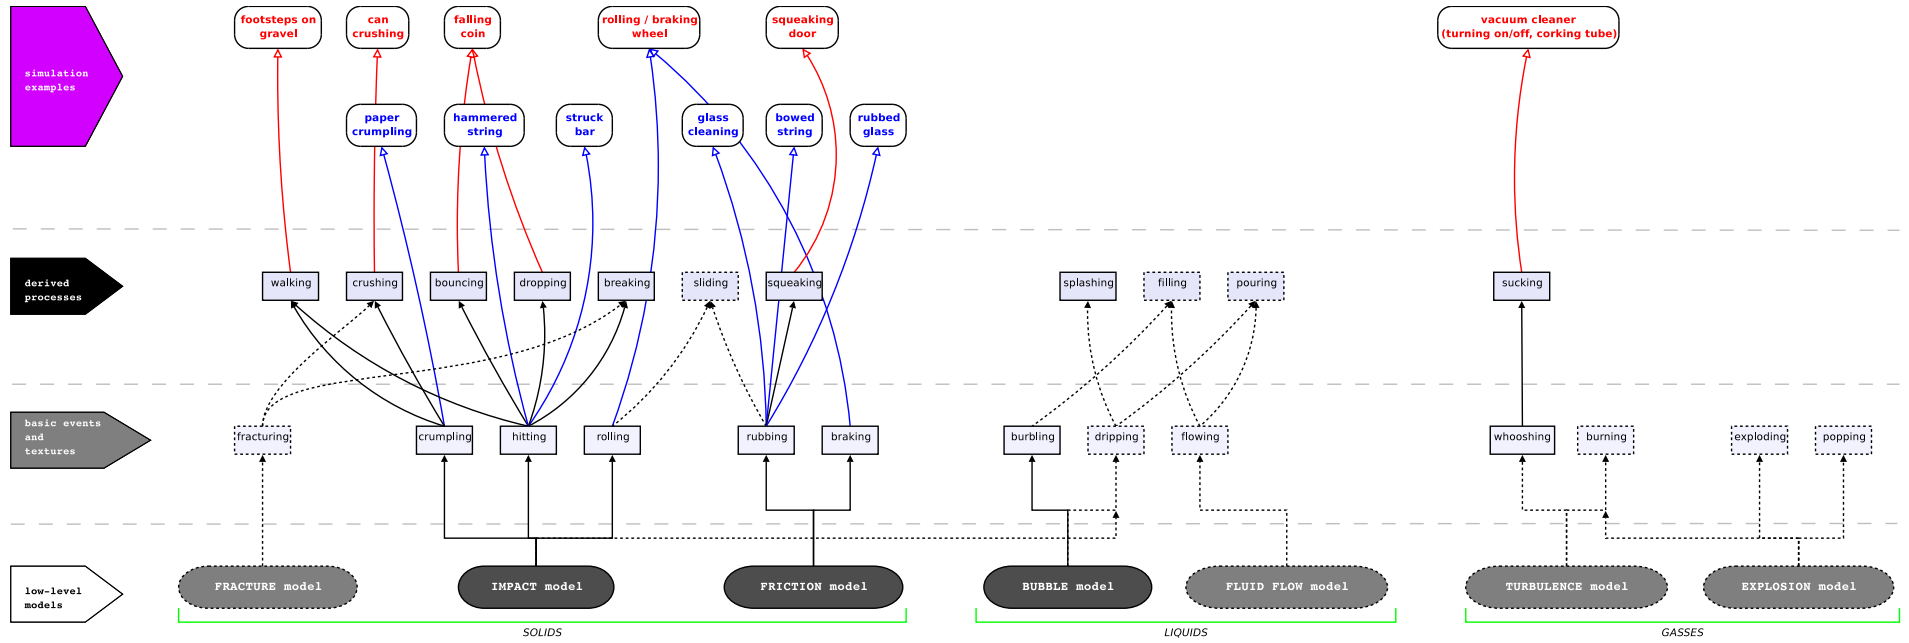 footsteps on
gravel
can
crushing
falling
coin
rolling / braking
wheel
squeaking
door
vacuum cleaner
(turning on/off, corking tube)
simulation
examples
paper
crumpling
hammered
string
struck
bar
glass
cleaning
bowed
string
rubbed
glass
derived
processes
walking
crushing
bouncing
dropping
breaking
sliding
squeaking
splashing
filling
pouring
sucking
basic events
and
textures
fracturing
crumpling
hitting
rolling
rubbing
braking
burbling
dripping
flowing
whooshing
burning
exploding
popping
low-level
models
FRACTURE model
IMPACT model
FRICTION model
BUBBLE model
FLUID FLOW model
TURBULENCE model
EXPLOSION model
SOLIDS
LIQUIDS
GASSES